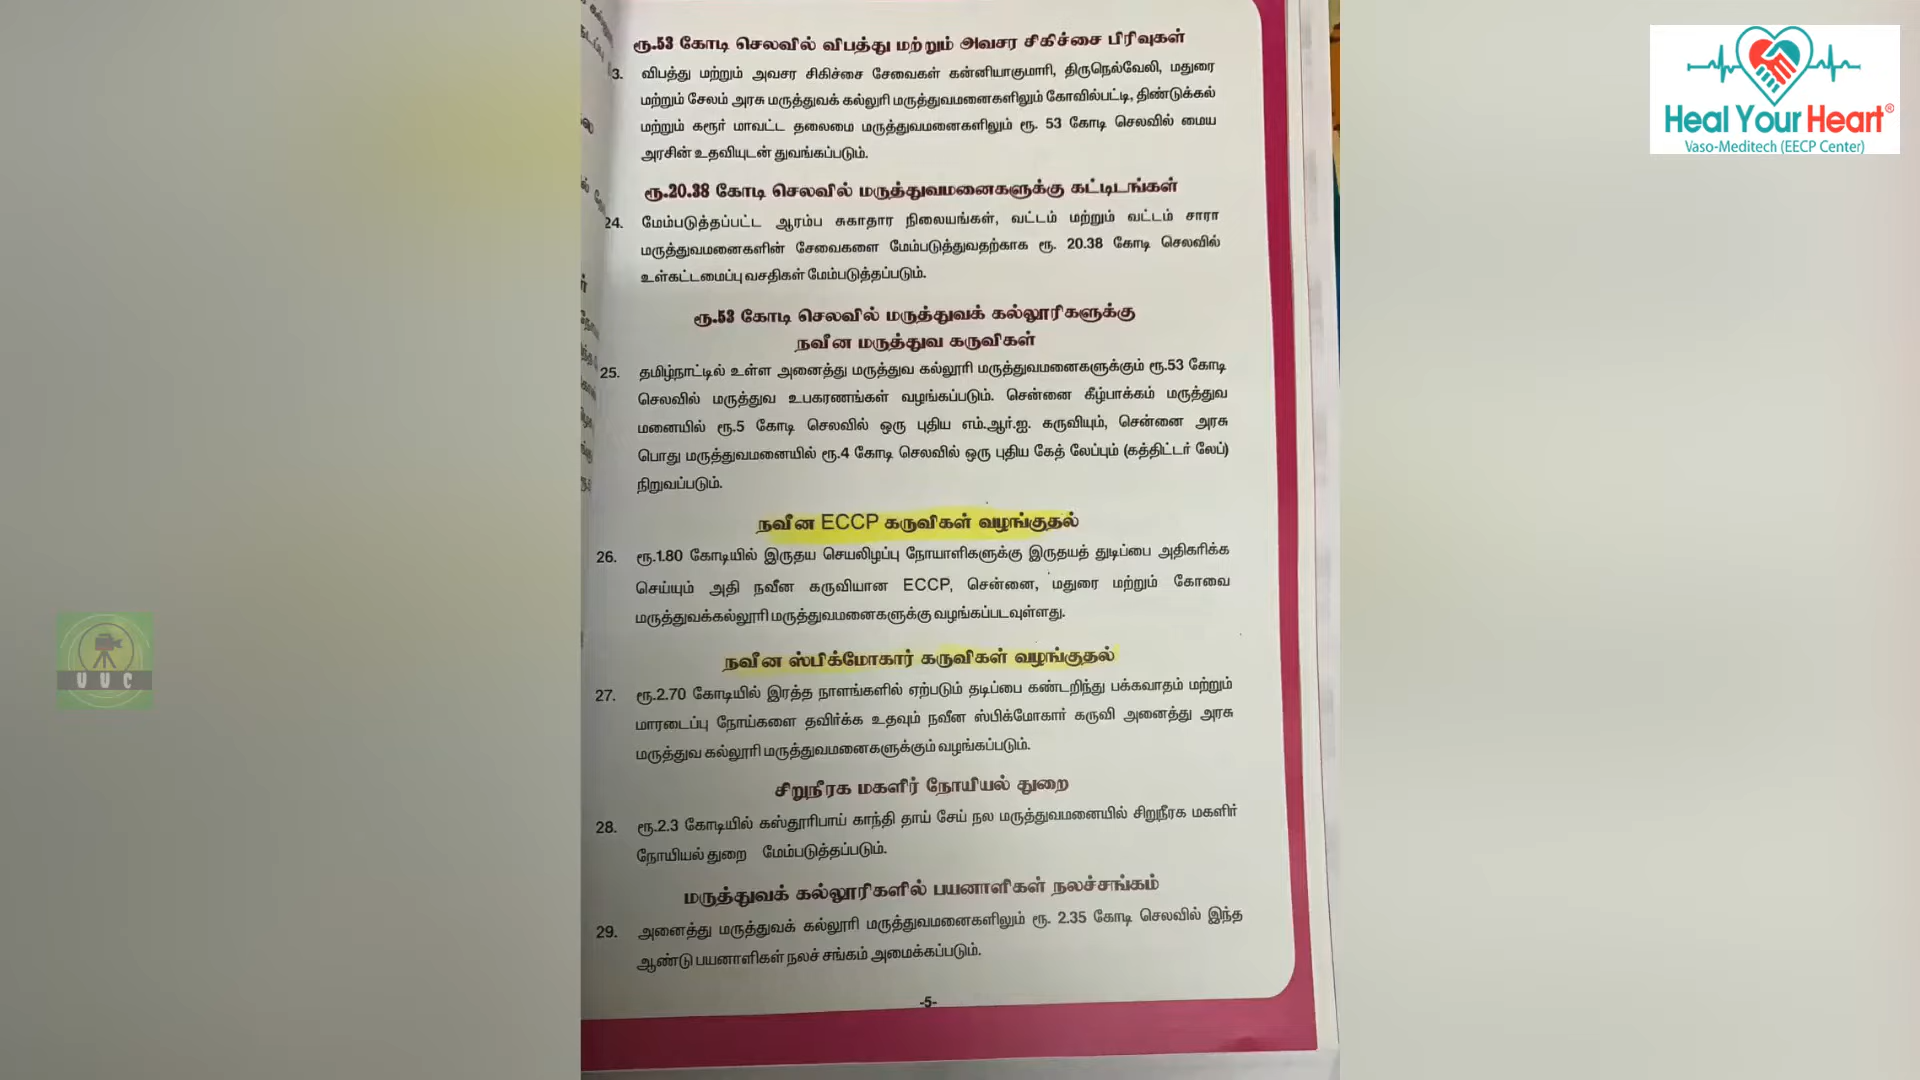 ரூ.53 கோடி செலவில் விபத்து மற்றும் அவசர சிகிச்சை பிரிவுகள்
3. விபத்து மற்றும் அவசர சிகிச்சை சேவைகள் கன்னியாகுமாரி, திருநெல்வேலி, மதுரை
மற்றும் சேலம் அரசு மருத்துவக் கல்லூரி மருத்துவமனைகளிலும் கோவில்பட்டி, திண்டுக்கல்
மற்றும் கரூர் மாவட்ட தலைமை மருத்துவமனைகளிலும் ரூ. 53 கோடி செலவில் மைய
அரசின் உதவியுடன் துவங்கப்படும்.
ரூ.20.38 கோடி செலவில் மருத்துவமனைகளுக்கு கட்டிடங்கள்
24. மேம்படுத்தப்பட்ட ஆரம்ப சுகாதார நிலையங்கள், வட்டம் மற்றும் வட்டம் சாரா
மருத்துவமனைகளின் சேவைகளை மேம்படுத்துவதற்காக ரூ. 20.38 கோடி செலவில்
உள்கட்டமைப்பு வசதிகள் மேம்படுத்தப்படும்.
ரூ.53 கோடி செலவில் மருத்துவக் கல்லூரிகளுக்கு
நவீன மருத்துவ கருவிகள்
25. தமிழ்நாட்டில் உள்ள அனைத்து மருத்துவ கல்லூரி மருத்துவமனைகளுக்கும் ரூ.53 கோடி
செலவில் மருத்துவ உபகரணங்கள் வழங்கப்படும். சென்னை கீழ்பாக்கம் மருத்துவ
மனையில் ரூ.5 கோடி செலவில் ஒரு புதிய எம்.ஆர்.ஐ. கருவியும், சென்னை அரசு
பொது மருத்துவமனையில் ரூ.4 கோடி செலவில் ஒரு புதிய கேத் லேப்பும் (கத்திட்டர் லேப்)
நிறுவப்படும்.
நவீன ECCP கருவிகள் வழங்குதல்
26. ரூ.1.80 கோடியில் இருதய செயலிழப்பு நோயாளிகளுக்கு இருதயத் துடிப்பை அதிகரிக்க
செய்யும் அதி நவீன கருவியான ECCP, சென்னை, மதுரை மற்றும் கோவை
மருத்துவக்கல்லூரி மருத்துவமனைகளுக்கு வழங்கப்படவுள்ளது.
நவீன ஸ்பிக்மோகார் கருவிகள் வழங்குதல்
27. ரூ.2.70 கோடியில் இரத்த நாளங்களில் ஏற்படும் தடிப்பை கண்டறிந்து பக்கவாதம் மற்றும்
மாரடைப்பு நோய்களை தவிர்க்க உதவும் நவீன ஸ்பிக்மோகார் கருவி அனைத்து அரசு
மருத்துவ கல்லூரி மருத்துவமனைகளுக்கும் வழங்கப்படும்.
சிறுநீரக மகளிர் நோயியல் துறை
28. ரூ.2.3 கோடியில் கஸ்தூரிபாய் காந்தி தாய் சேய் நல மருத்துவமனையில் சிறுநீரக மகளிர்
நோயியல் துறை மேம்படுத்தப்படும்.
மருத்துவக் கல்லூரிகளில் பயனாளிகள் நலச்சங்கம்
29. அனைத்து மருத்துவக் கல்லூரி மருத்துவமனைகளிலும் ரூ. 2.35 கோடி செலவில் இந்த
ஆண்டு பயனாளிகள் நலச் சங்கம் அமைக்கப்படும்.
-5-
Heal Your Heart®
Vaso-Meditech (EECP Center)
UUC